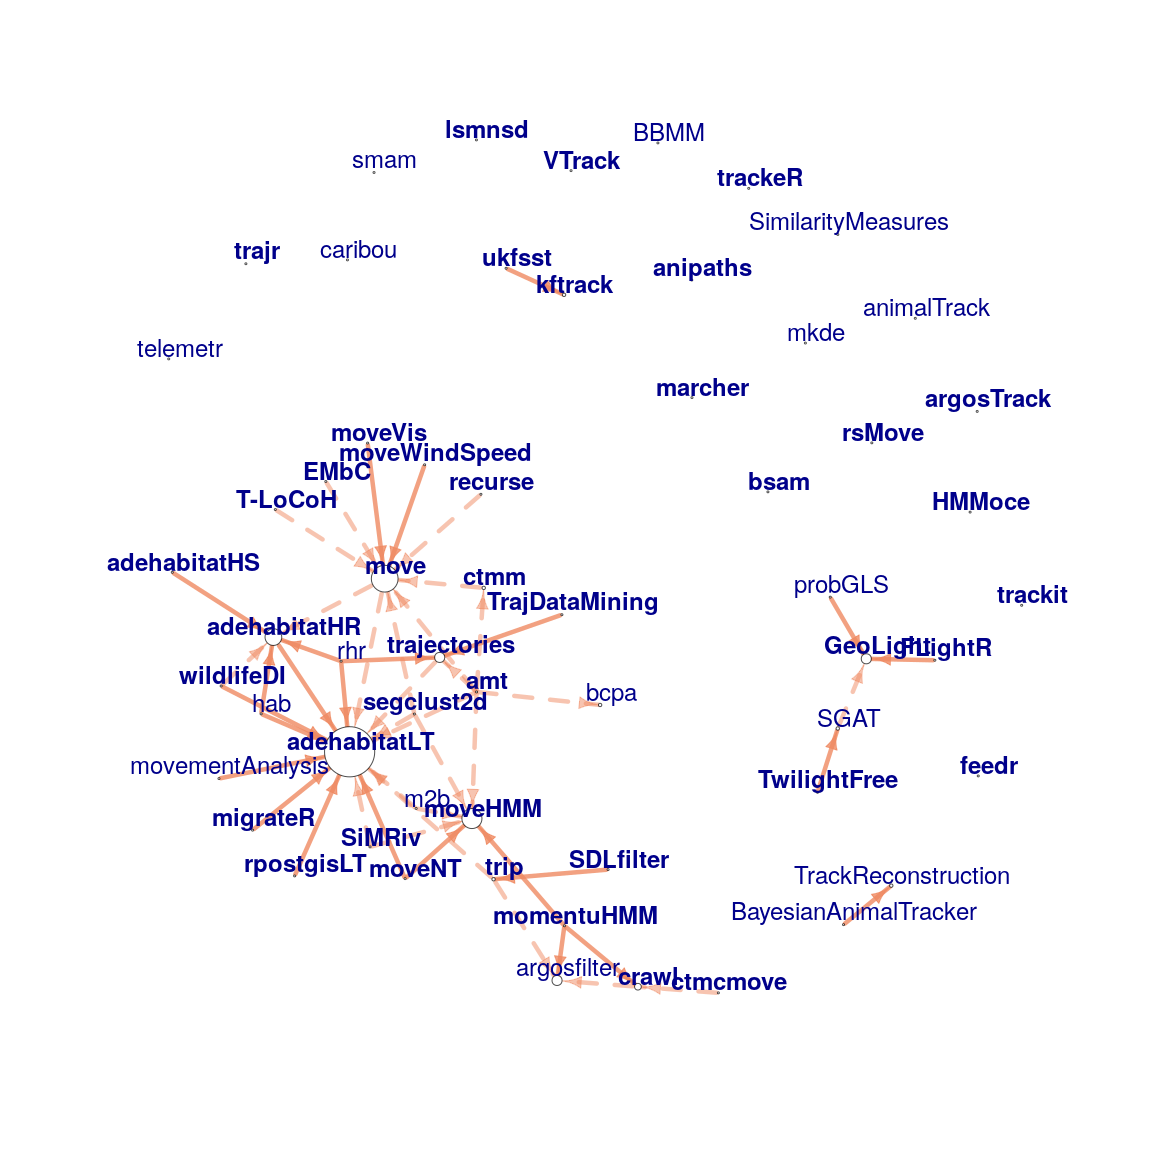 lsmnsd
BBMM
smam
VTrack
trackeR
SimilarityMeasures
trajr
caribou
ukfsst
anipaths
kftrack
animalTrack
mkde
telemetr
marcher
argosTrack
moveVis
rsMove
moveWindSpeed
EMbC
recurse
bsam
T-LoCoH
HMMoce
adehabitatHS
move
ctmm
probGLS
trackit
TrajDataMining
adehabitatHR
rhr
trajectories
GeoLight
FLightR
wildlifeDI
amt
bcpa
hab
segclust2d
SGAT
adehabitatLT
movementAnalysis
feedr
TwilightFree
m2b
moveHMM
migrateR
SiMRiv
rpostgisLT
moveNT
trip
SDLfilter
TrackReconstruction
momentuHMM
BayesianAnimalTracker
argosfilter
crawl
ctmcmove